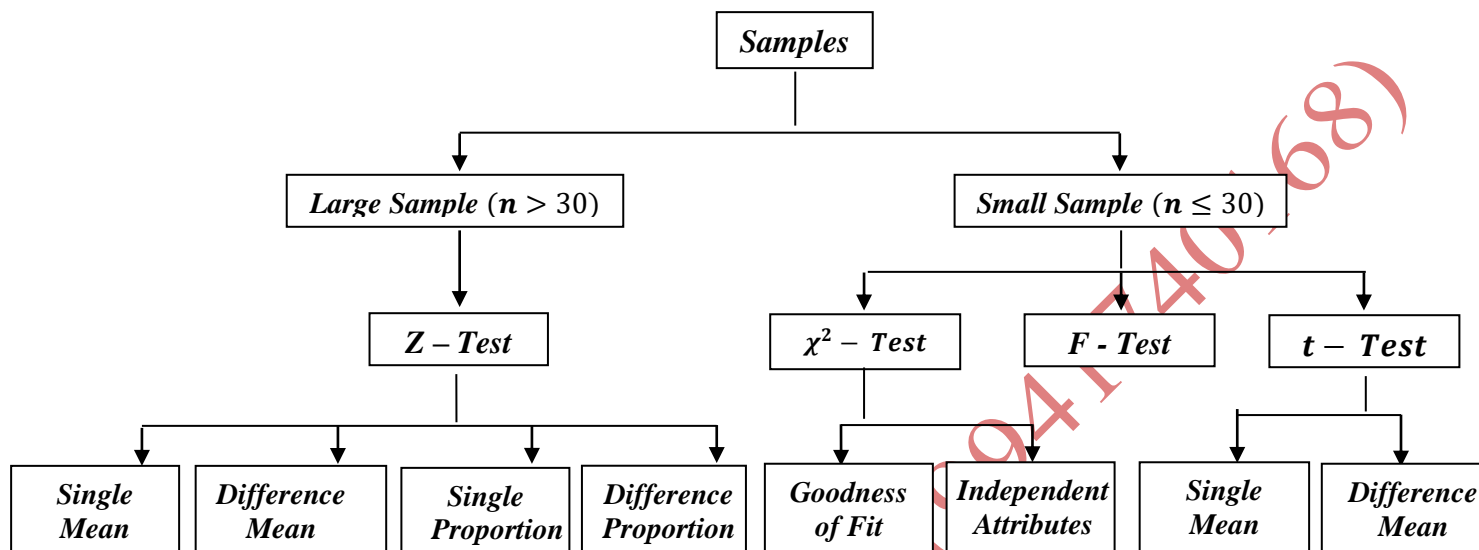 Samples
Large Sample (n > 30)
Small Sample (n ≤ 30)
Z – Test
χ² – Test
F - Test
t – Test
Single
Mean
Difference
Mean
Single
Proportion
Difference
Proportion
Goodness
of Fit
Independent
Attributes
Single
Mean
Difference
Mean